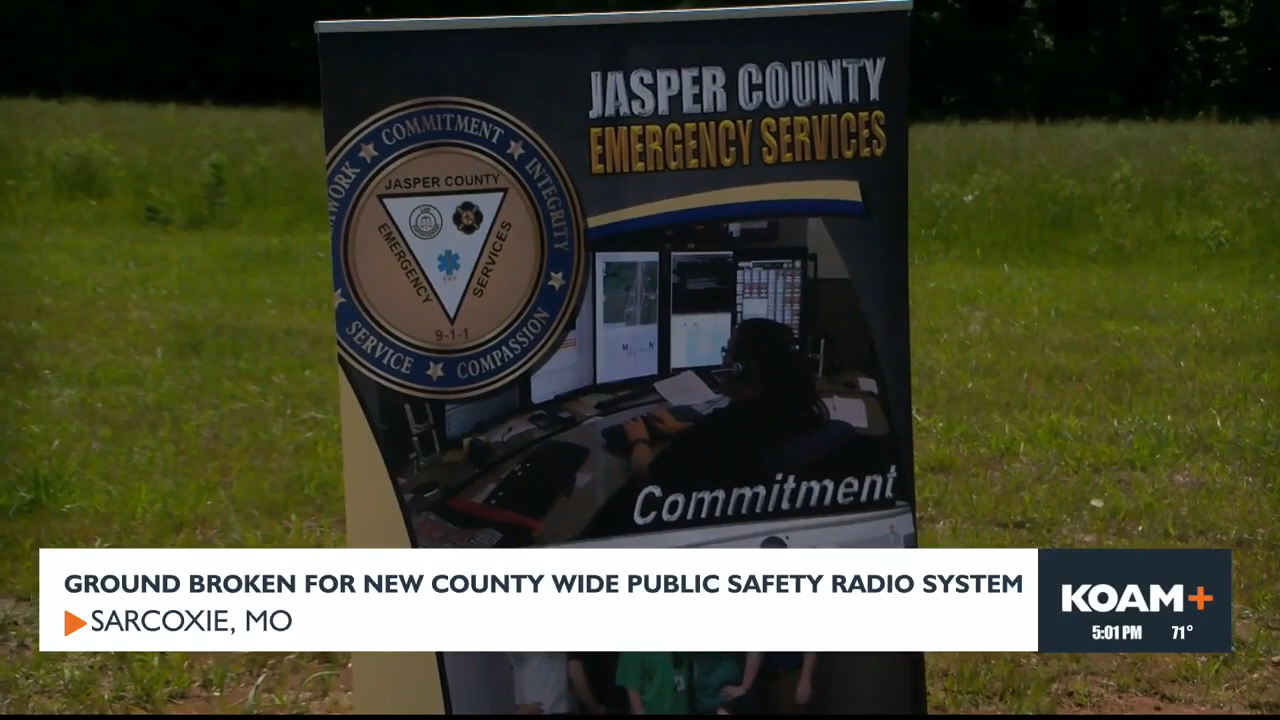 JASPER COUNTY
EMERGENCY SERVICES
COMMITMENT
INTEGRITY
COMPASSION
SERVICE
JASPER COUNTY
EMERGENCY
SERVICES
9-1-1
Commitment
GROUND BROKEN FOR NEW COUNTY WIDE PUBLIC SAFETY RADIO SYSTEM
SARCOXIE, MO
KOAM+
5:01 PM 71°